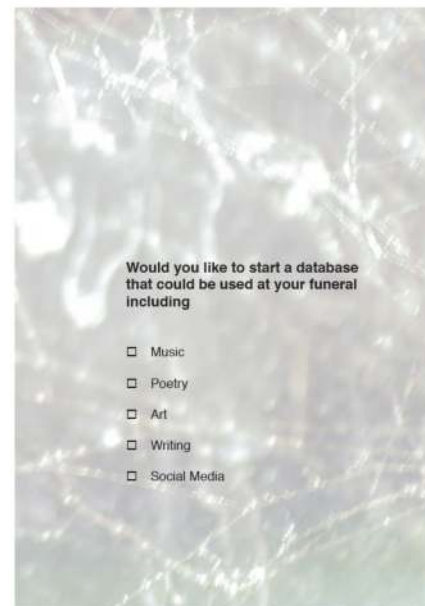 Would you like to start a database
that could be used at your funeral
including
Music
Poetry
Art
Writing
Social Media